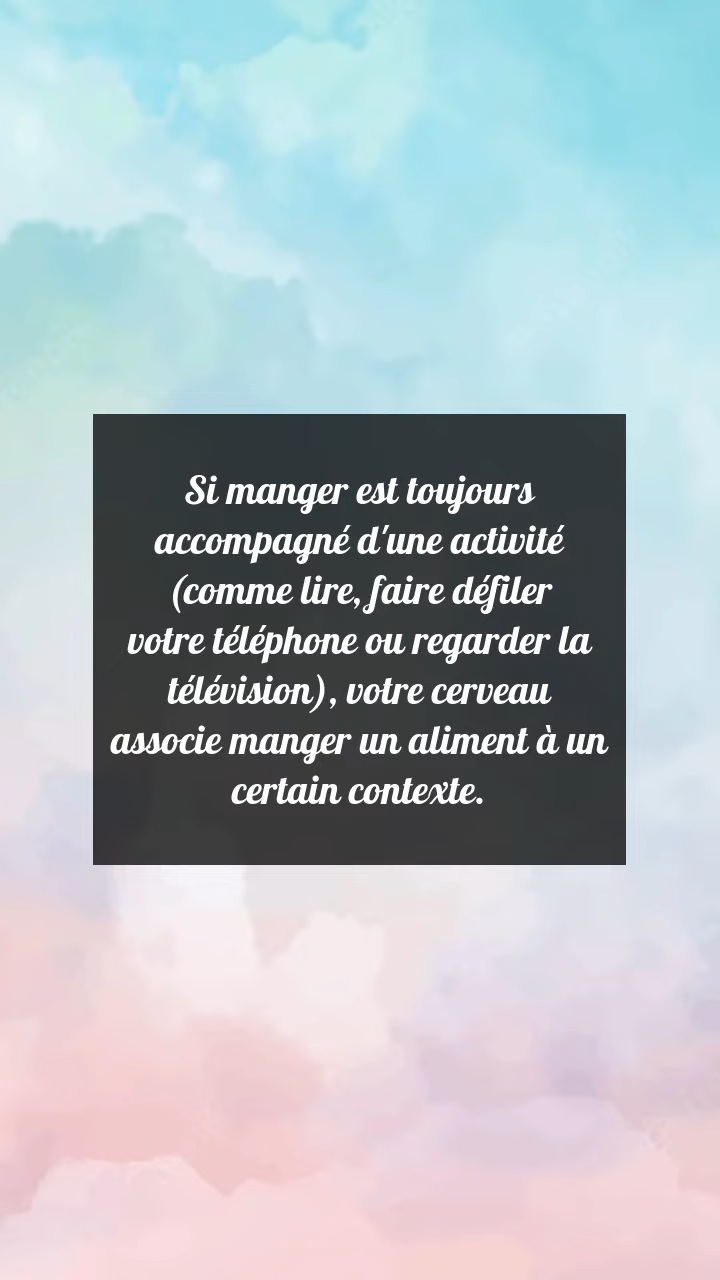 Si manger est toujours
accompagné d'une activité
(comme lire, faire défiler
votre téléphone ou regarder la
télévision), votre cerveau
associe manger un aliment à un
certain contexte.